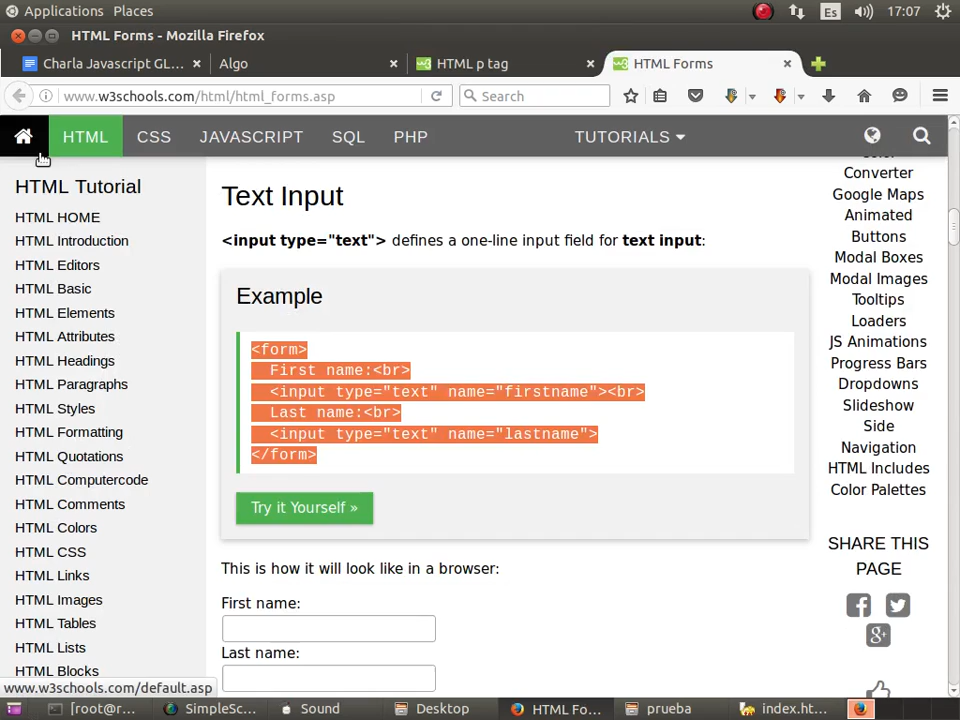 Applications Places
Es
17:07
HTML Forms - Mozilla Firefox
Charla Javascript GL...
Algo
HTML p tag
HTML Forms
www.w3schools.com/html/html_forms.asp
Search
HTML
CSS
JAVASCRIPT
SQL
PHP
TUTORIALS
HTML Tutorial
HTML HOME
HTML Introduction
HTML Editors
HTML Basic
HTML Elements
HTML Attributes
HTML Headings
HTML Paragraphs
HTML Styles
HTML Formatting
HTML Quotations
HTML Computercode
HTML Comments
HTML Colors
HTML CSS
HTML Links
HTML Images
HTML Tables
HTML Lists
HTML Blocks
www.w3schools.com/default.asp
Text Input
<input type="text"> defines a one-line input field for text input:
Example
<form>
First name:<br>
<input type="text" name="firstname"><br>
Last name:<br>
<input type="text" name="lastname">
</form>
Try it Yourself »
This is how it will look like in a browser:
First name:
Last name:
Converter
Google Maps
Animated
Buttons
Modal Boxes
Modal Images
Tooltips
Loaders
JS Animations
Progress Bars
Dropdowns
Slideshow
Side
Navigation
HTML Includes
Color Palettes
SHARE THIS
PAGE
[root@r...
SimpleSc...
Sound
Desktop
HTML Fo...
prueba
index.ht...